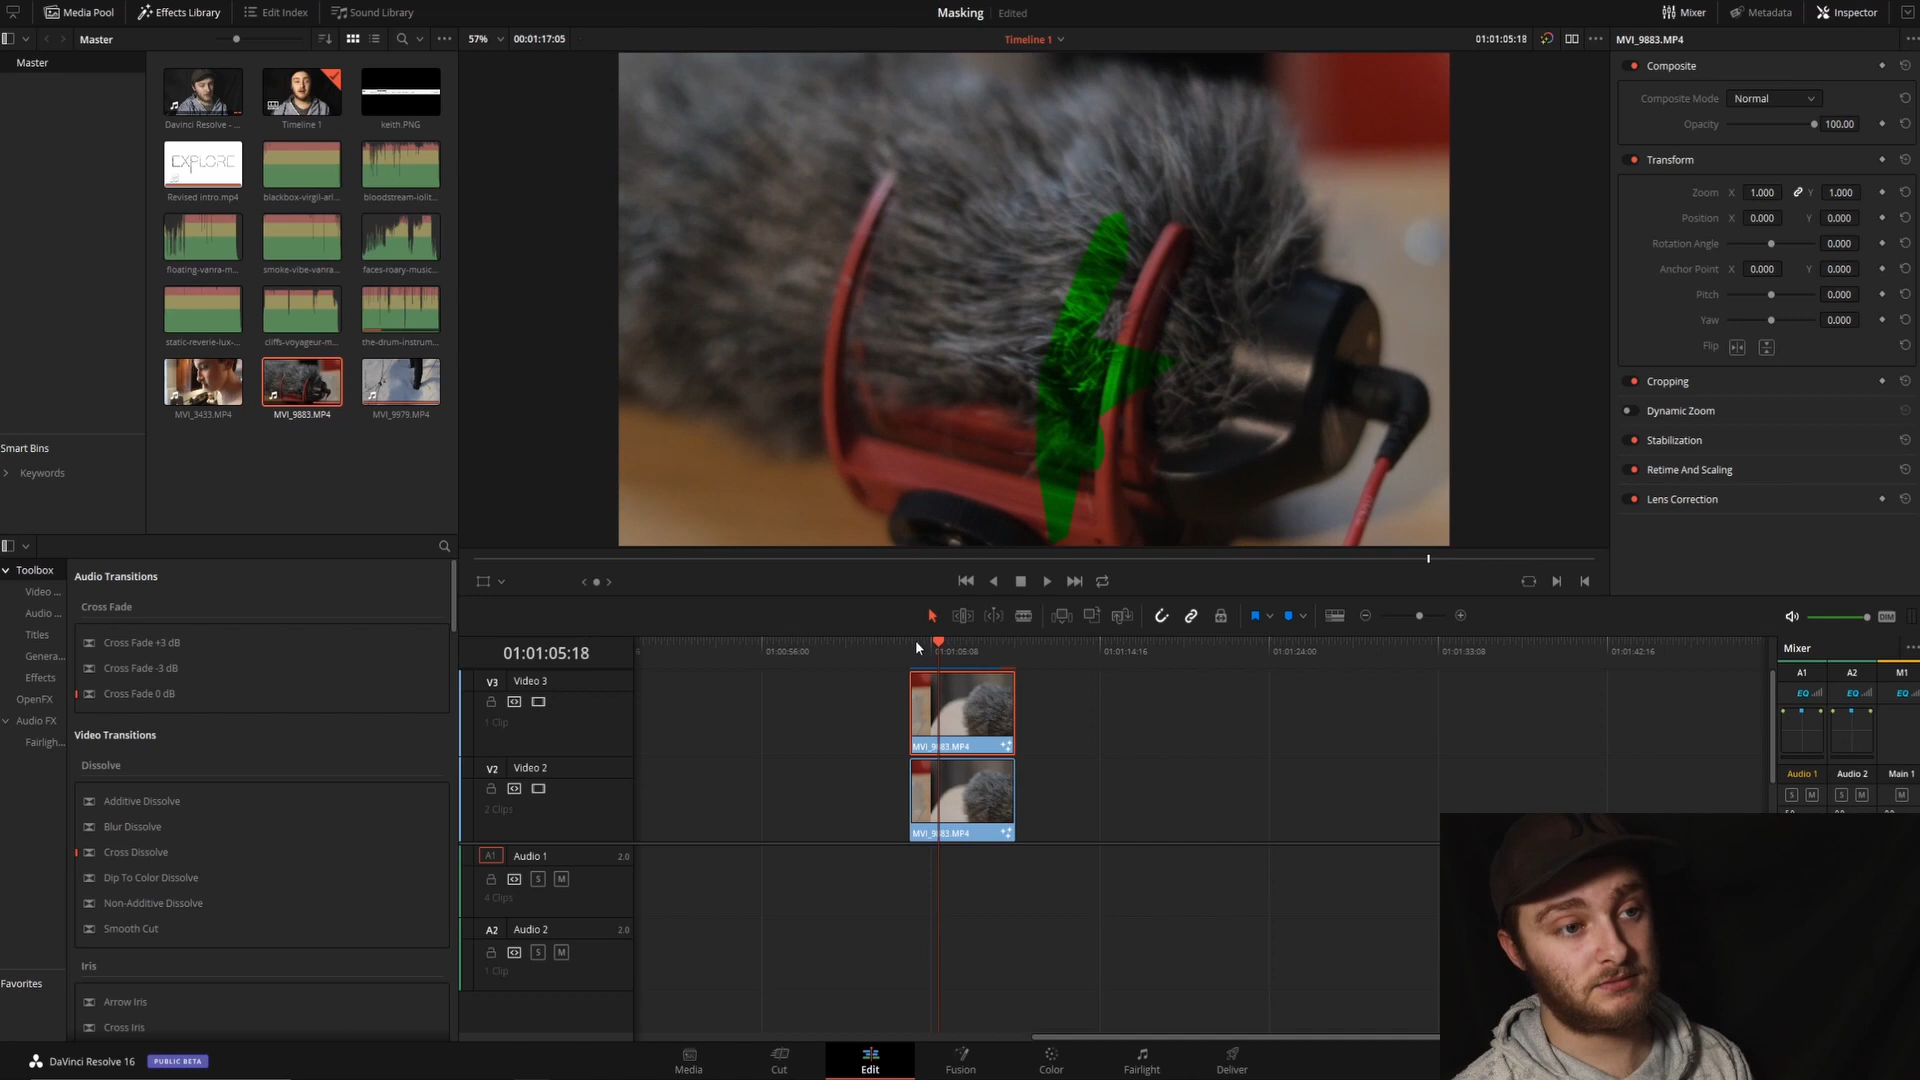 Media Pool
Effects Library
Edit Index
Sound Library
Masking
Edited
Mixer
Metadata
Inspector
Master
57%
00:01:17:05
Timeline 1
01:01:05:18
MVI_9883.MP4
Master
Davinci Resolve - ...
Timeline 1
keith.PNG
EXPLORE
Revised intro.mp4
blackbox-virgil-arl...
bloodstream-iolit...
floating-vanra-m...
smoke-vibe-vanra...
faces-roary-music...
static-reverie-lux-...
cliffs-voyageur-m...
the-drum-instrum...
MVI_3433.MP4
MVI_9883.MP4
MVI_9979.MP4
Smart Bins
Keywords
Composite
Composite Mode
Normal
Opacity
100.00
Transform
Zoom X 1.000 Y 1.000
Position X 0.000 Y 0.000
Rotation Angle 0.000
Anchor Point X 0.000 Y 0.000
Pitch 0.000
Yaw 0.000
Flip
Cropping
Dynamic Zoom
Stabilization
Retime And Scaling
Lens Correction
Toolbox
Video ...
Audio ...
Titles
Genera...
Effects
OpenFX
Audio FX
Fairligh...
Favorites
Audio Transitions
Cross Fade
Cross Fade +3 dB
Cross Fade -3 dB
Cross Fade 0 dB
Video Transitions
Dissolve
Additive Dissolve
Blur Dissolve
Cross Dissolve
Dip To Color Dissolve
Non-Additive Dissolve
Smooth Cut
Iris
Arrow Iris
Cross Iris
DIM
01:01:05:18
01:00:56:00
01:01:05:08
01:01:14:16
01:01:24:00
01:01:33:08
01:01:42:16
V3 Video 3
1 Clip
MVI_9883.MP4
V2 Video 2
2 Clips
MVI_9883.MP4
A1 Audio 1 2.0
S M
4 Clips
A2 Audio 2 2.0
S M
1 Clip
Mixer
A1 A2 M1
EQ EQ EQ
Audio 1 Audio 2 Main 1
S M S M M
DaVinci Resolve 16
PUBLIC BETA
Media
Cut
Edit
Fusion
Color
Fairlight
Deliver